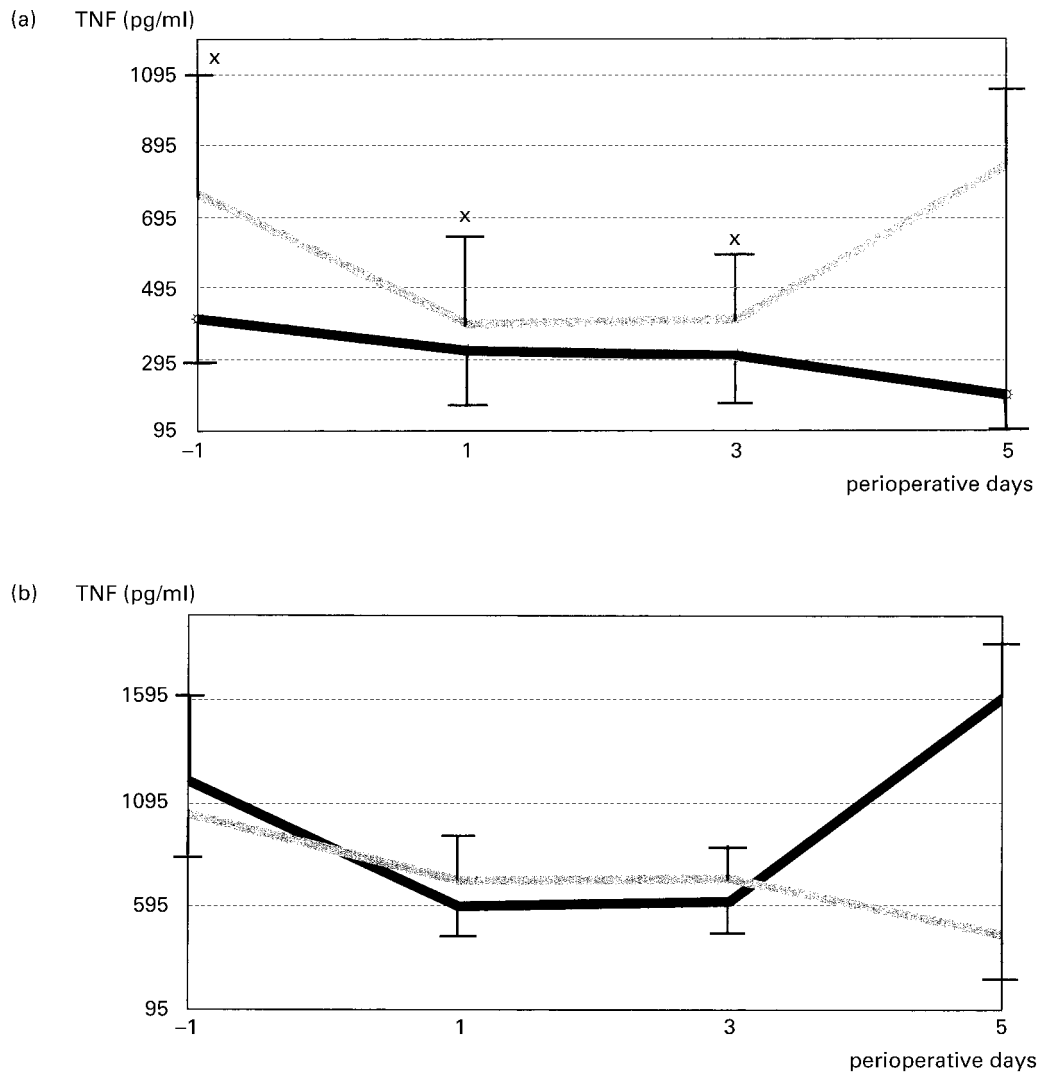 (a) TNF (pg/ml)
x
1095
895
x
695
x
495
295
95
–1 1 3 5
perioperative days
(b) TNF (pg/ml)
1595
1095
595
95
–1 1 3 5
perioperative days